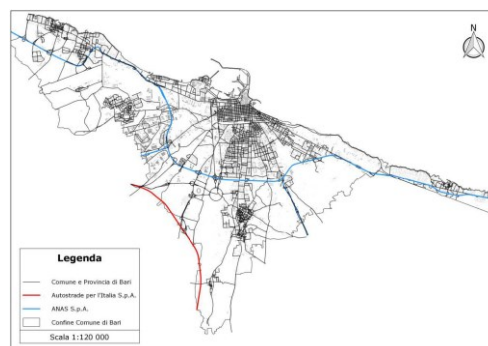 N
Legenda
Comune e Provincia di Bari
Autostrade per l'Italia S.p.A.
ANAS S.p.A.
Confine Comune di Bari
Scala 1:120 000